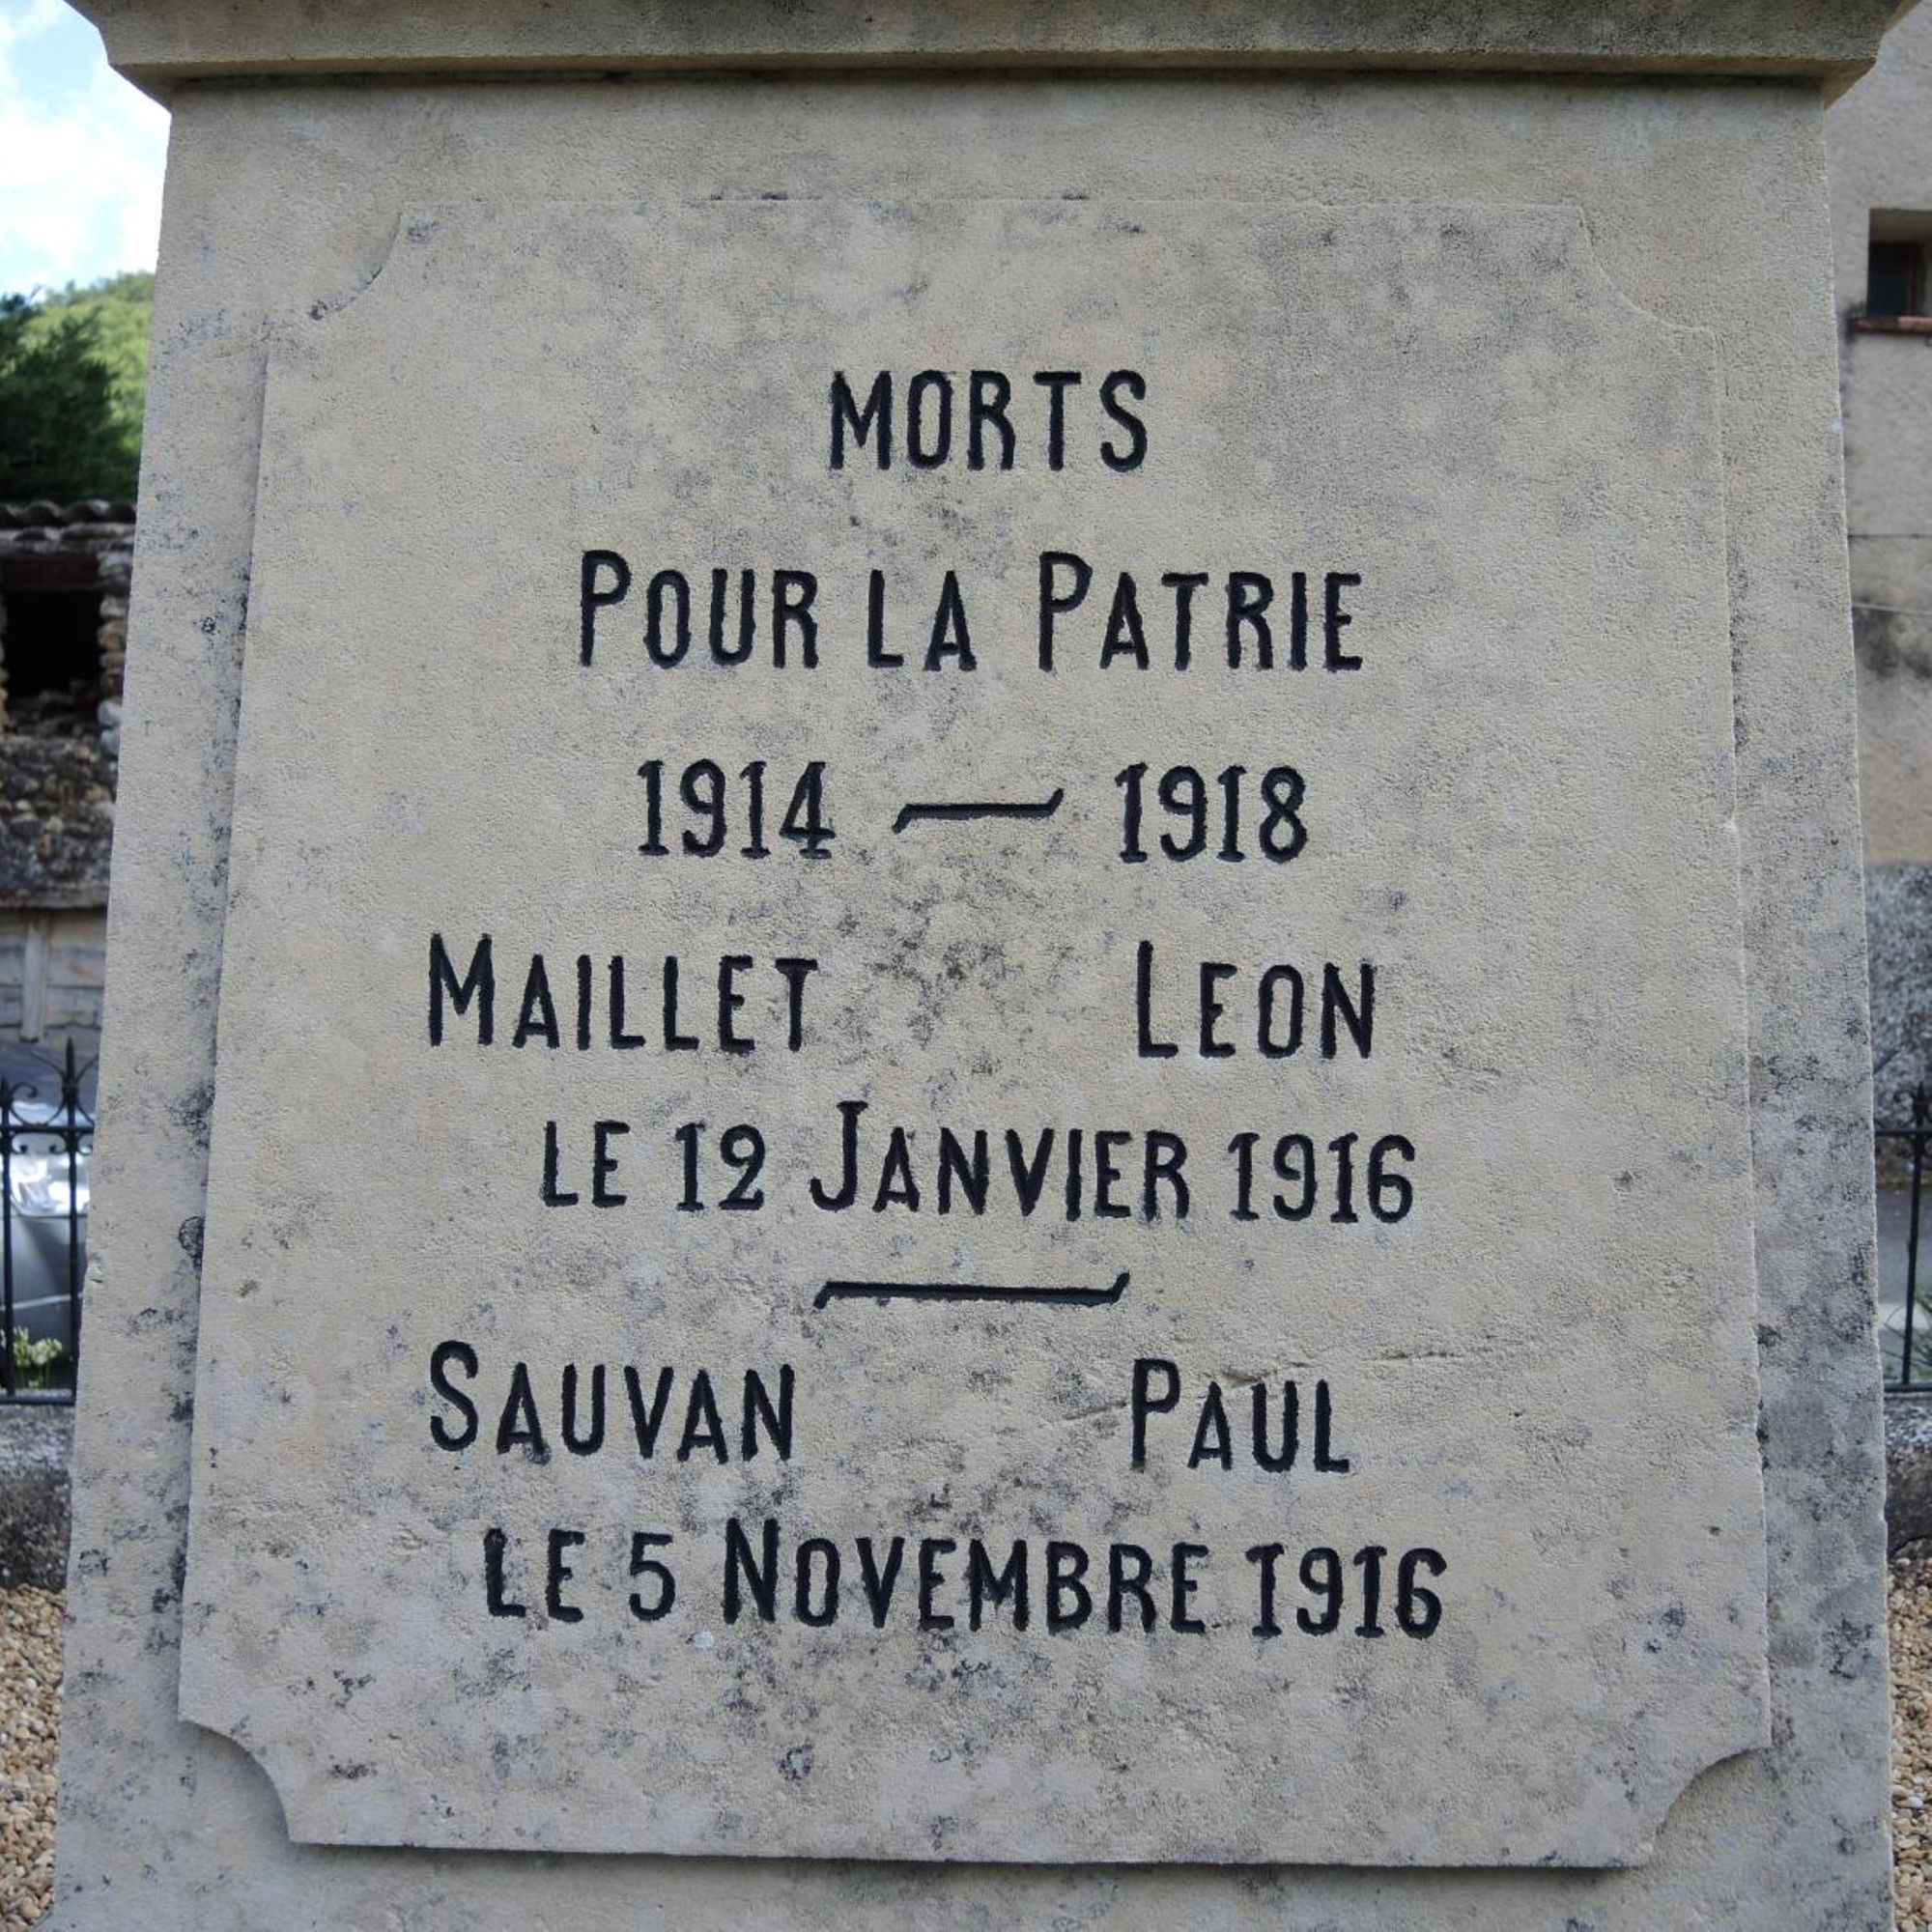 MORTS
POUR LA PATRIE
1914 — 1918
MAILLET LEON
LE 12 JANVIER 1916
SAUVAN PAUL
LE 5 NOVEMBRE 1916